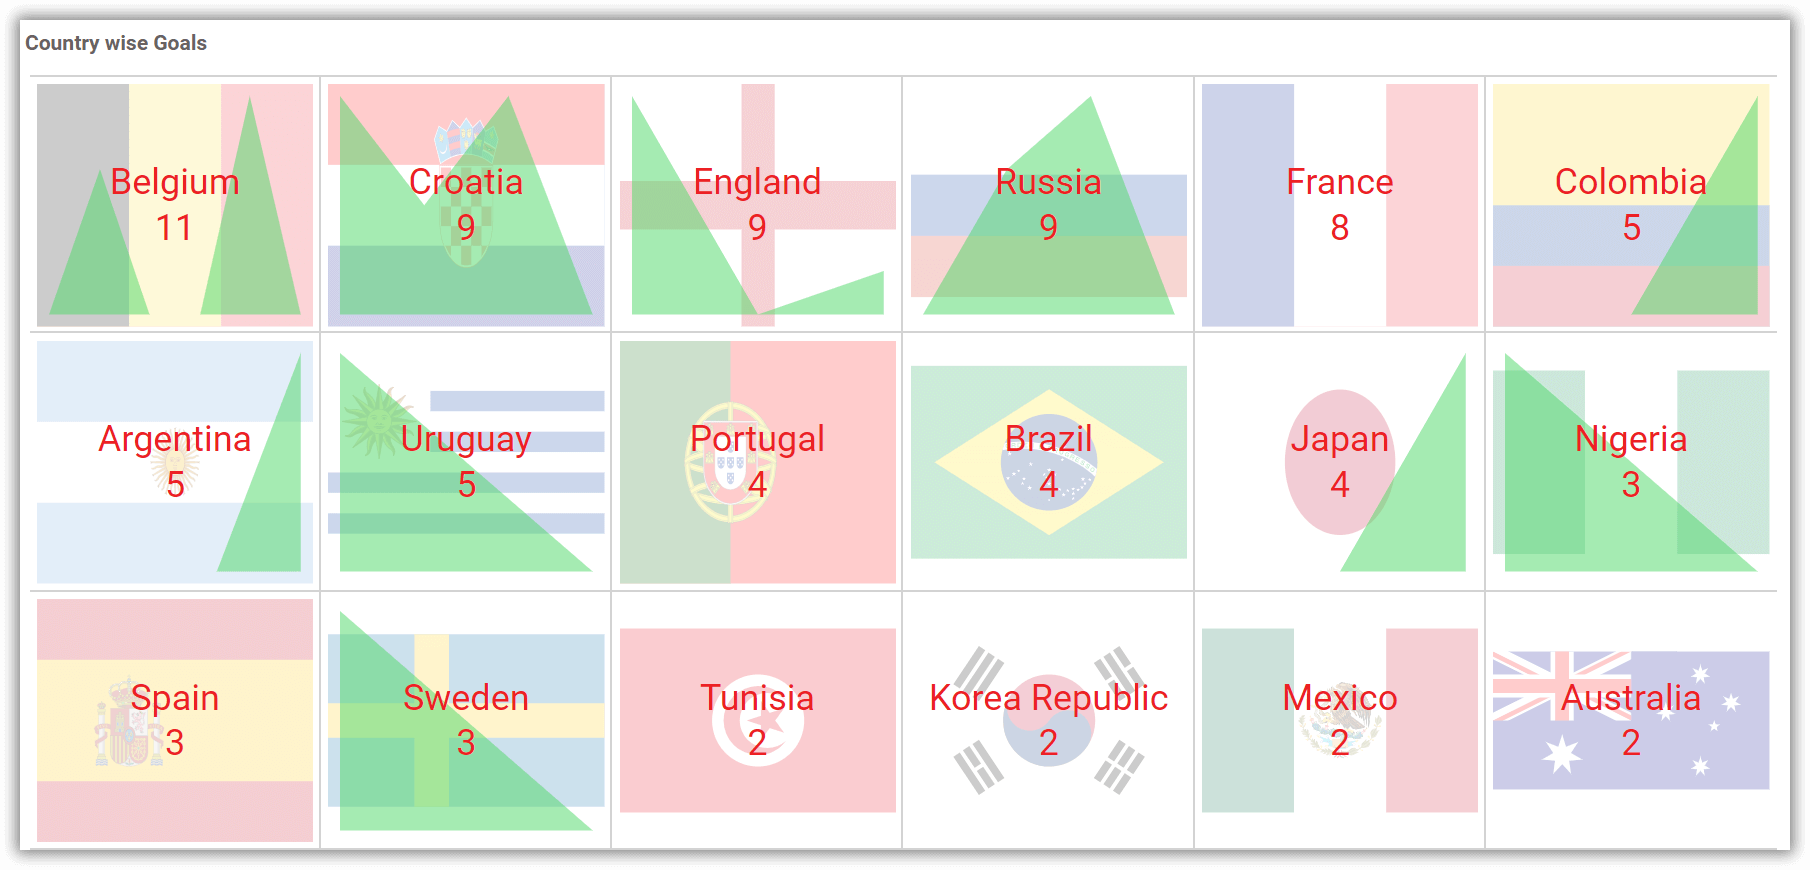 Country wise Goals
Belgium
11
Croatia
9
England
9
Russia
9
France
8
Colombia
5
Argentina
5
Uruguay
5
Portugal
4
Brazil
4
Japan
4
Nigeria
3
Spain
3
Sweden
3
Tunisia
2
Korea Republic
2
Mexico
2
Australia
2